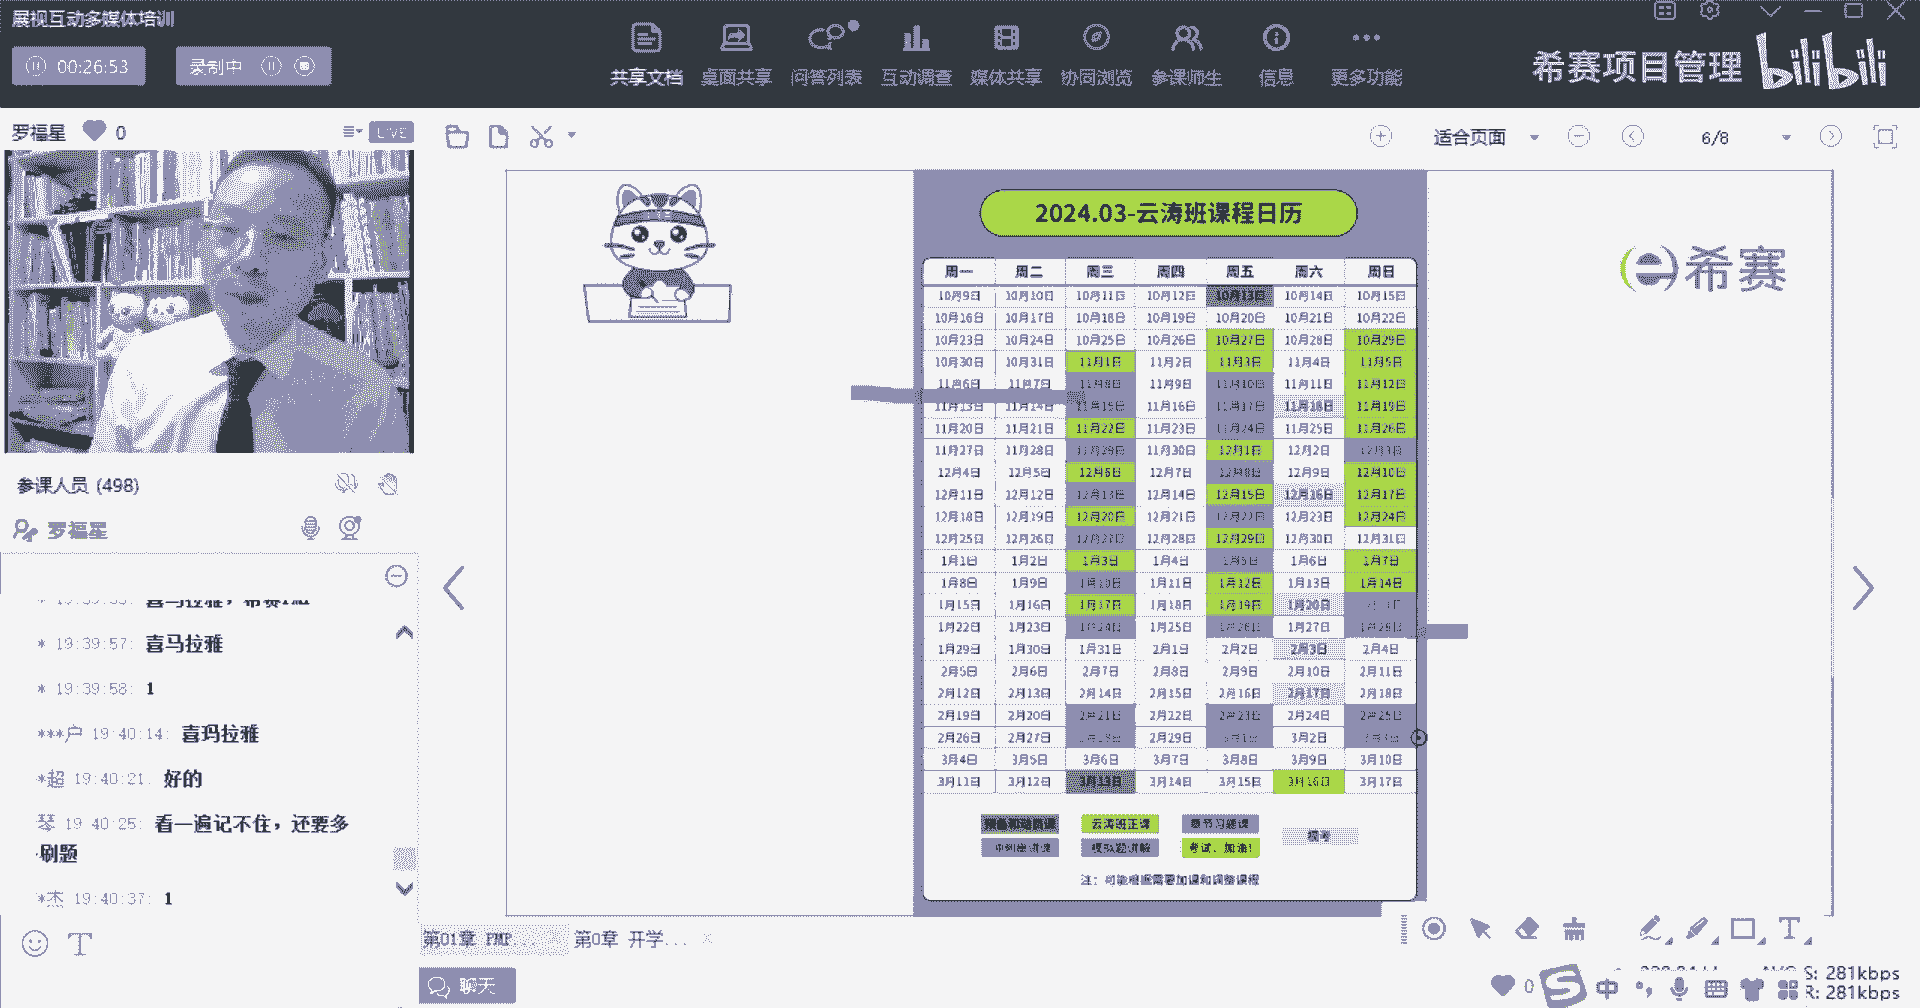 展视互动多媒体培训
00:26:53
录制中
共享文档 桌面共享 问答列表 互动调查 媒体共享 协同浏览 参课师生 信息 更多功能
希赛项目管理 bilibili
罗福星 0
LIVE
适合页面
6/8
2024.03-云涛班课程日历
希赛
周一 周二 周三 周四 周五 周六 周日
10月9日 10月10日 10月11日 10月12日 10月13日 10月14日 10月15日
10月16日 10月17日 10月18日 10月19日 10月20日 10月21日 10月22日
10月23日 10月24日 10月25日 10月26日 10月27日 10月28日 10月29日
10月30日 10月31日 11月1日 11月2日 11月3日 11月4日 11月5日
11月6日 11月7日 11月8日 11月9日 11月10日 11月11日 11月12日
11月13日 11月14日 11月15日 11月16日 11月17日 11月18日 11月19日
11月20日 11月21日 11月22日 11月23日 11月24日 11月25日 11月26日
11月27日 11月28日 11月29日 11月30日 12月1日 12月2日 12月3日
12月4日 12月5日 12月6日 12月7日 12月8日 12月9日 12月10日
12月11日 12月12日 12月13日 12月14日 12月15日 12月16日 12月17日
12月18日 12月19日 12月20日 12月21日 12月22日 12月23日 12月24日
12月25日 12月26日 12月27日 12月28日 12月29日 12月30日 12月31日
1月1日 1月2日 1月3日 1月4日 1月5日 1月6日 1月7日
1月8日 1月9日 1月10日 1月11日 1月12日 1月13日 1月14日
1月15日 1月16日 1月17日 1月18日 1月19日 1月20日
1月22日 1月23日 1月24日 1月25日 1月26日 1月27日 1月28日
1月29日 1月30日 1月31日 2月1日 2月2日 2月3日 2月4日
2月5日 2月6日 2月7日 2月8日 2月9日 2月10日 2月11日
2月12日 2月13日 2月14日 2月15日 2月16日 2月17日 2月18日
2月19日 2月20日 2月21日 2月22日 2月23日 2月24日 2月25日
2月26日 2月27日 2月28日 2月29日 3月1日 3月2日 3月3日
3月4日 3月5日 3月6日 3月7日 3月8日 3月9日 3月10日
3月11日 3月12日 3月13日 3月14日 3月15日 3月16日 3月17日
云涛班正课 章节习题课 模考
冲刺串讲课 模拟题讲解 考试，加油！
注：可能根据需要加课和调整课程
参课人员 (498)
罗福星
* 19:39:57: 喜马拉雅
* 19:39:58: 1
***户 19:40:14: 喜玛拉雅
*超 19:40:21: 好的
琴 19:40:25: 看一遍记不住，还要多
刷题
*杰 19:40:37: 1
第01章 PMP... 第0章 开学...
聊天
0
中
S: 281kbps
R: 281kbps